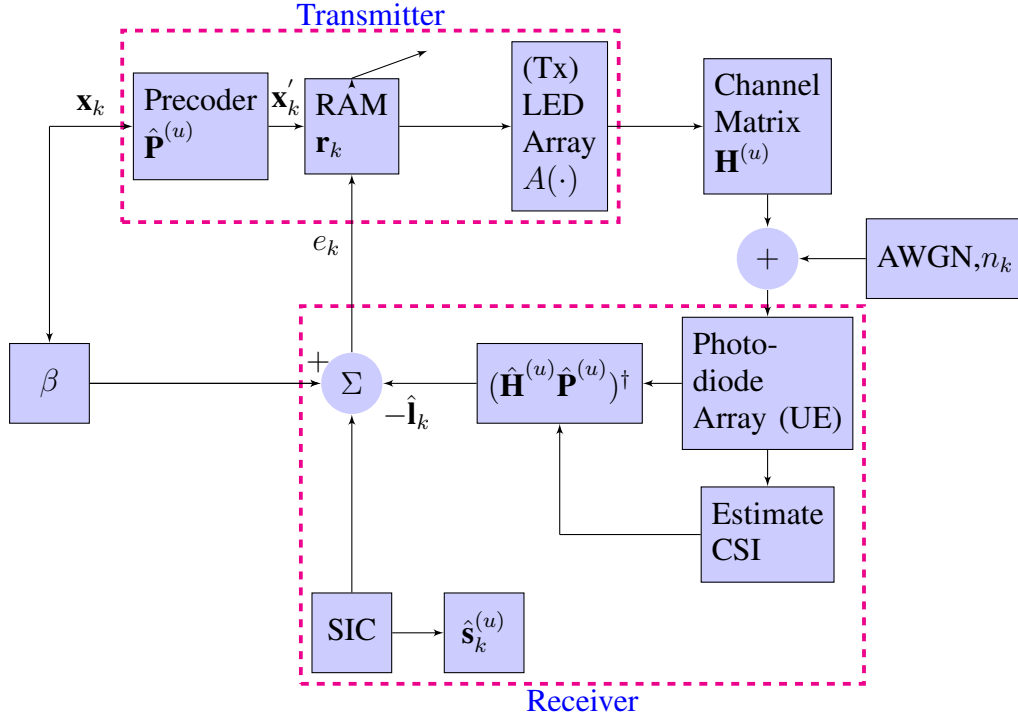 Transmitter
x_k
Precoder
P̂^(u)
x'_k
RAM
r_k
(Tx)
LED
Array
A(·)
Channel
Matrix
H^(u)
e_k
+
AWGN,n_k
β
+
Σ
−l̂_k
(Ĥ^(u)P̂^(u))^†
Photo-
diode
Array (UE)
Estimate
CSI
SIC
ŝ_k^(u)
Receiver